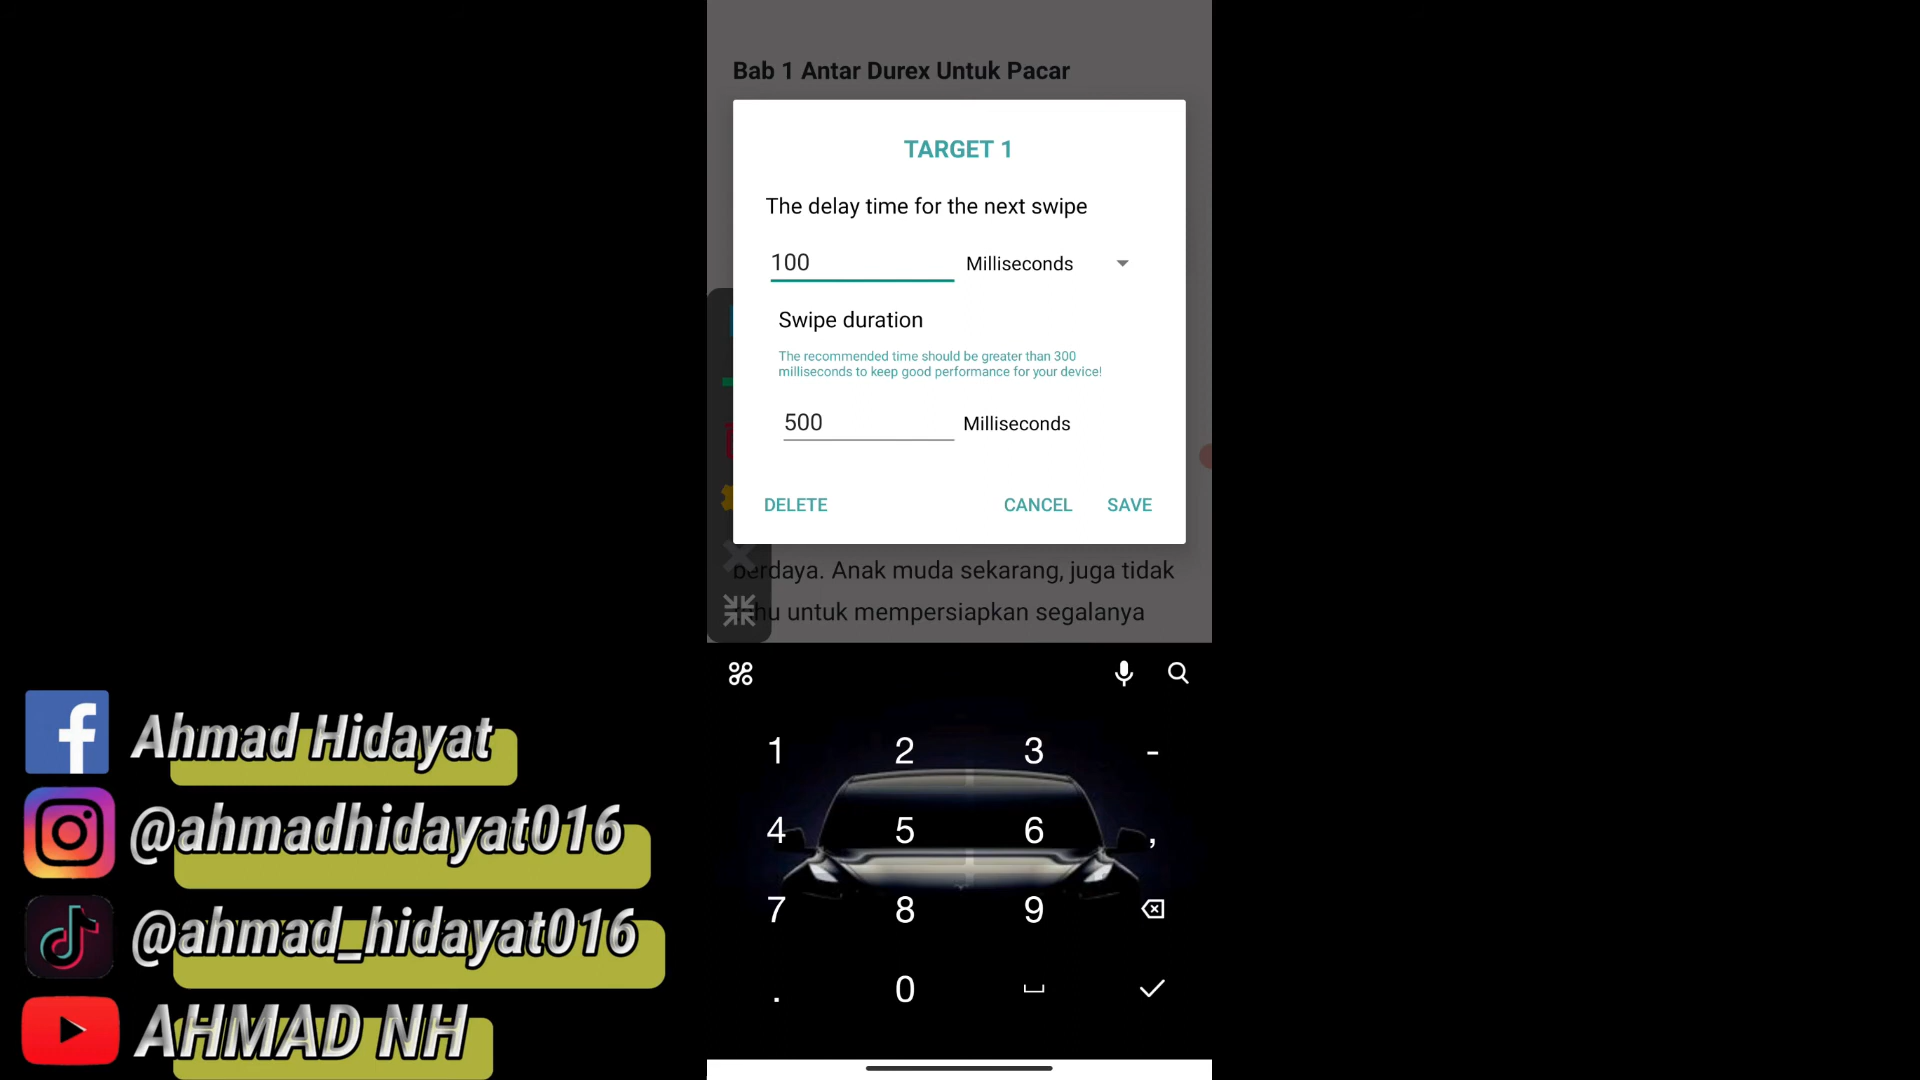 Bab 1 Antar Durex Untuk Pacar
TARGET 1
The delay time for the next swipe
100 Milliseconds
Swipe duration
The recommended time should be greater than 300
milliseconds to keep good performance for your device!
500 Milliseconds
DELETE CANCEL SAVE
berdaya. Anak muda sekarang, juga tidak
untuk mempersiapkan segalanya
1 2 3 -
4 5 6 ,
7 8 9
. 0
Ahmad Hidayat
@ahmadhidayat016
@ahmad_hidayat016
AHMAD NH